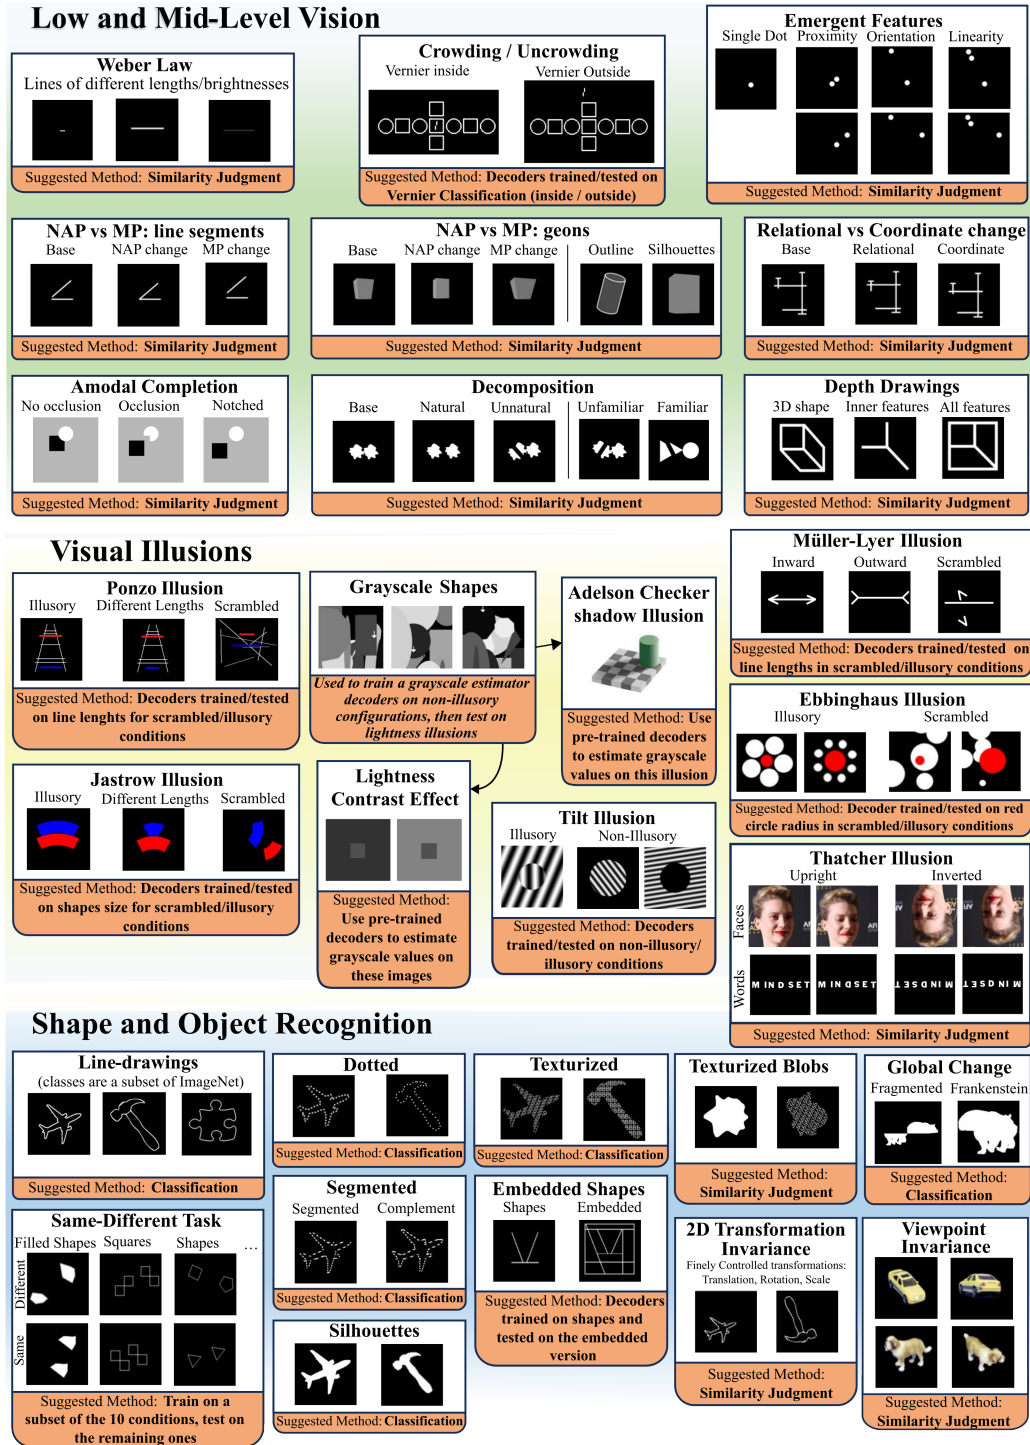 Low and Mid-Level Vision
Weber Law
Lines of different lengths/brightnesses
Suggested Method: Similarity Judgment
Crowding / Uncrowding
Vernier inside
Vernier Outside
Suggested Method: Decoders trained/tested on
Vernier Classification (inside / outside)
Emergent Features
Single Dot
Proximity
Orientation
Linearity
Suggested Method: Similarity Judgment
NAP vs MP: line segments
Base
NAP change
MP change
Suggested Method: Similarity Judgment
NAP vs MP: geons
Base
NAP change
MP change
Outline
Silhouettes
Suggested Method: Similarity Judgment
Relational vs Coordinate change
Base
Relational
Coordinate
Suggested Method: Similarity Judgment
Amodal Completion
No occlusion
Occlusion
Notched
Suggested Method: Similarity Judgment
Decomposition
Base
Natural
Unnatural
Unfamiliar
Familiar
Suggested Method: Similarity Judgment
Depth Drawings
3D shape
Inner features
All features
Suggested Method: Similarity Judgment
Visual Illusions
Ponzo Illusion
Illusory
Different Lengths
Scrambled
Suggested Method: Decoders trained/tested
on line lenghts for scrambled/illusory
conditions
Grayscale Shapes
Used to train a grayscale estimator
decoders on non-illusory
configurations, then test on
lightness illusions
Adelson Checker
shadow Illusion
Suggested Method: Use
pre-trained decoders
to estimate grayscale
values on this illusion
Müller-Lyer Illusion
Inward
Outward
Scrambled
Suggested Method: Decoders trained/tested on
line lengths in scrambled/illusory conditions
Ebbinghaus Illusion
Illusory
Scrambled
Suggested Method: Decoder trained/tested on red
circle radius in scrambled/illusory conditions
Jastrow Illusion
Illusory
Different Lengths
Scrambled
Suggested Method: Decoders trained/tested
on shapes size for scrambled/illusory
conditions
Lightness
Contrast Effect
Suggested Method:
Use pre-trained
decoders to estimate
grayscale values on
these images
Tilt Illusion
Illusory
Non-Illusory
Suggested Method: Decoders
trained/tested on non-illusory/
illusory conditions
Thatcher Illusion
Upright
Inverted
Faces
AFI
Words
MINDSET
MINDSET
MINDSET
MINDSET
Suggested Method: Similarity Judgment
Shape and Object Recognition
Line-drawings
(classes are a subset of ImageNet)
Suggested Method: Classification
Dotted
Suggested Method: Classification
Texturized
Suggested Method: Classification
Texturized Blobs
Suggested Method:
Similarity Judgment
Global Change
Fragmented
Frankenstein
Suggested Method:
Classification
Same-Different Task
Filled Shapes
Squares
Shapes
...
Different
Same
Suggested Method: Train on a
subset of the 10 conditions, test on
the remaining ones
Segmented
Segmented
Complement
Suggested Method: Classification
Silhouettes
Suggested Method: Classification
Embedded Shapes
Shapes
Embedded
Suggested Method: Decoders
trained on shapes and
tested on the embedded
version
2D Transformation
Invariance
Finely Controlled transformations:
Translation, Rotation, Scale
Suggested Method:
Similarity Judgment
Viewpoint
Invariance
Suggested Method:
Similarity Judgment